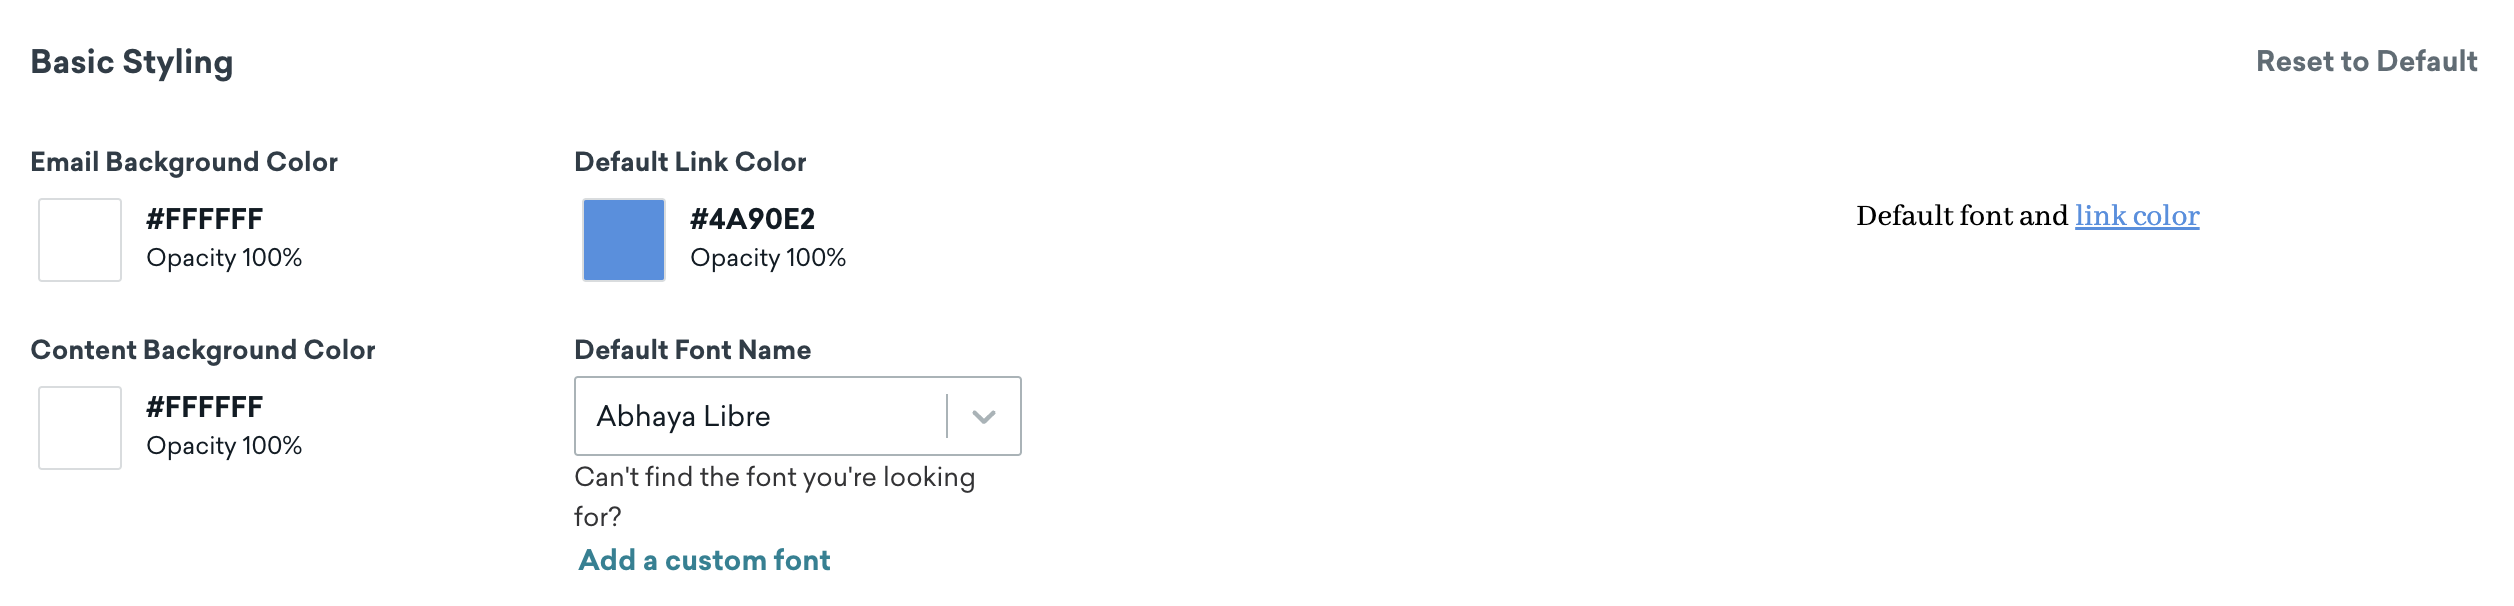 Basic Styling
Reset to Default
Email Background Color
#FFFFFF
Opacity 100%
Default Link Color
#4A90E2
Opacity 100%
Default font and link color
Content Background Color
#FFFFFF
Opacity 100%
Default Font Name
Abhaya Libre
Can't find the font you're looking
for?
Add a custom font